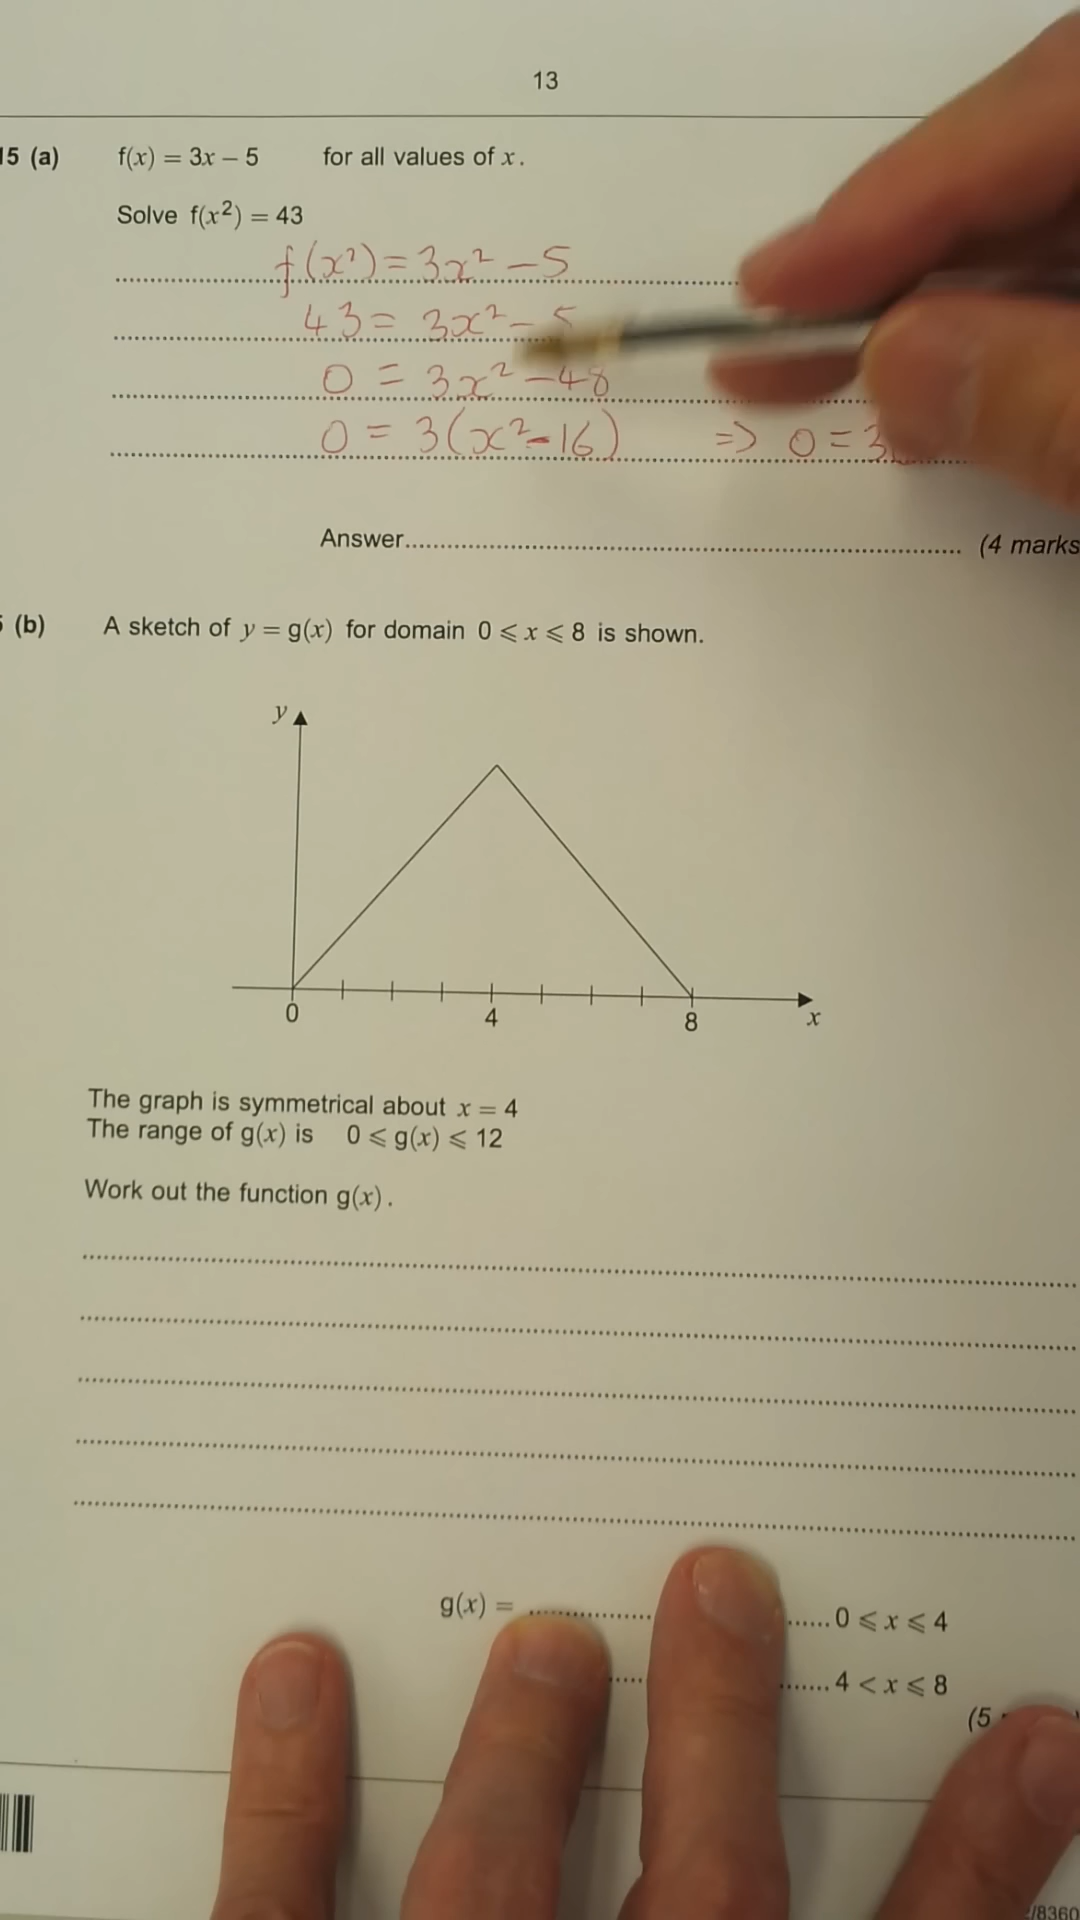 13
15 (a) f(x) = 3x – 5 for all values of x.
Solve f(x²) = 43
f(x²) = 3x² – 5
43 = 3x² – 5
0 = 3x² – 48
0 = 3(x² – 16) => 0 = 3
Answer (4 marks
(b) A sketch of y = g(x) for domain 0 ⩽ x ⩽ 8 is shown.
y
0 4 8 x
The graph is symmetrical about x = 4
The range of g(x) is 0 ⩽ g(x) ⩽ 12
Work out the function g(x).
g(x) = 0 ⩽ x ⩽ 4
4 < x ⩽ 8
(5
/8360